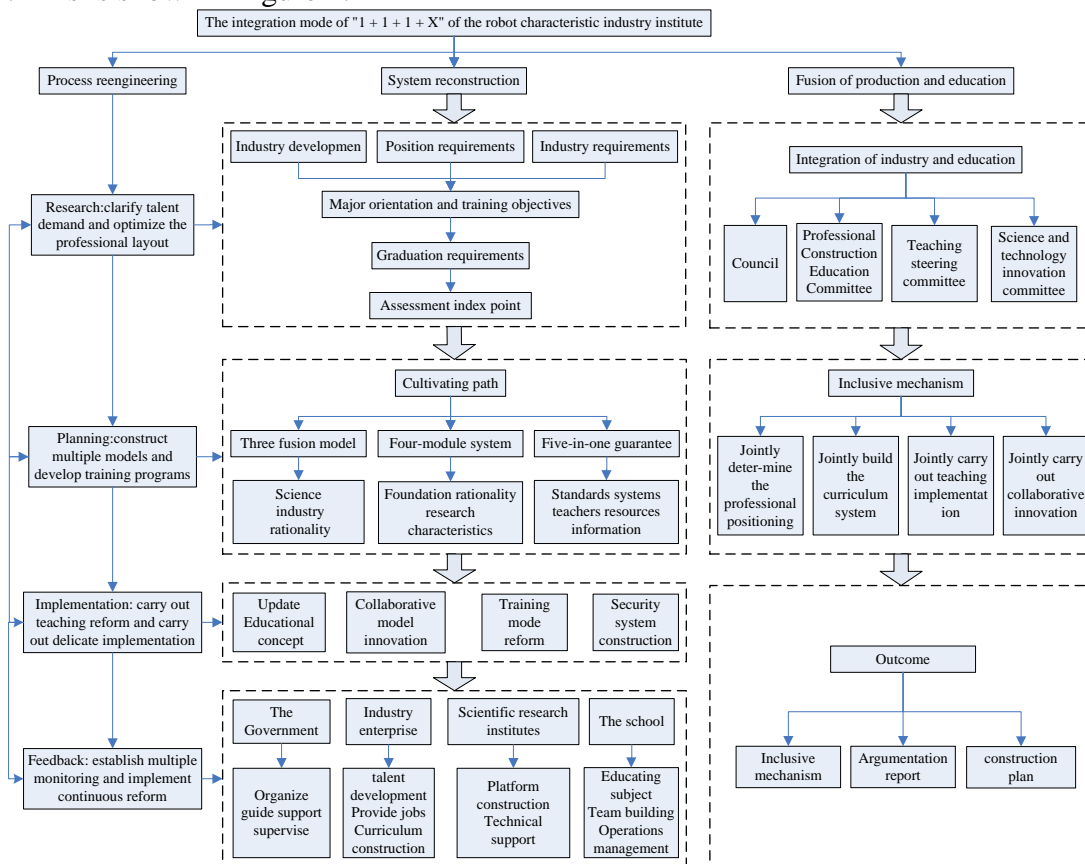 The integration mode of "1 + 1 + 1 + X" of the robot characteristic industry institute
Process reengineering
System reconstruction
Fusion of production and education
Industry developmen
Position requirements
Industry requirements
Major orientation and training objectives
Graduation requirements
Assessment index point
Research:clarify talent
demand and optimize the
professional layout
Integration of industry and education
Council
Professional
Construction
Education
Committee
Teaching
steering
committee
Science and
technology
innovation
committee
Cultivating path
Three fusion model
Four-module system
Five-in-one guarantee
Science
industry
rationality
Foundation rationality
research
characteristics
Standards systems
teachers resources
information
Planning:construct
multiple models and
develop training programs
Inclusive mechanism
Jointly
deter-mine
the
professional
positioning
Jointly build
the
curriculum
system
Jointly carry
out teaching
implementat
ion
Jointly carry
out
collaborative
innovation
Implementation: carry out
teaching reform and carry
out delicate implementation
Update
Educational
concept
Collaborative
model
innovation
Training
mode
reform
Security
system
construction
Outcome
Inclusive
mechanism
Argumentation
report
construction
plan
Feedback: establish multiple
monitoring and implement
continuous reform
The
Government
Industry
enterprise
Scientific research
institutes
The school
Organize
guide support
supervise
talent
development
Provide jobs
Curriculum
construction
Platform
construction
Technical
support
Educating
subject
Team building
Operations
management